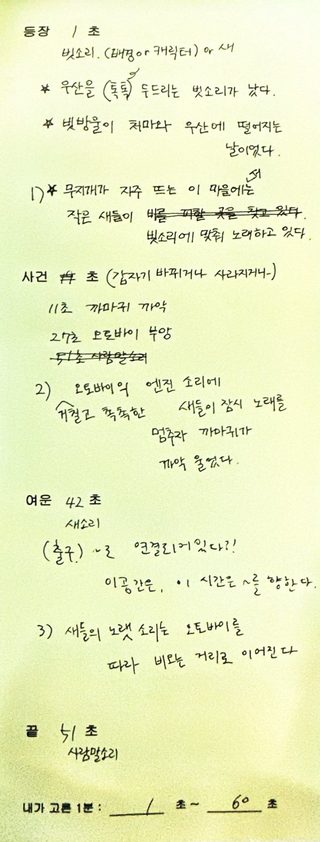 등장 1 초
빗소리. (배경 or 캐릭터) or 새
* 우산을 (톡톡) 두드리는 빗소리가 났다.
* 빗방울이 처마와 우산에 떨어지는
날이었다.
1) * 무지개가 자주 뜨는 이 마을에는
작은 새들이 비를 피할 곳을 찾고 있다.
빗소리에 맞춰 노래하고 있다.
사건 초 (갑자기 바뀌거나 사라지거나~)
11초 까마귀 까악
27초 오토바이 부앙
51초 사람말소리
2) 오토바이의 엔진 소리에
거칠고 축축한 새들이 잠시 노래를
멈추자 까마귀가
까악 울었다.
여운 42 초
새소리
(출구.) ~로 연결되어있다?!
이공간은, 이 시간은 ~를 향한다.
3) 새들의 노랫소리는 오토바이를
따라 비오는 거리로 이어진다
끝 51 초
사람말소리
내가 고른 1분 : 1 초 ~ 60 초